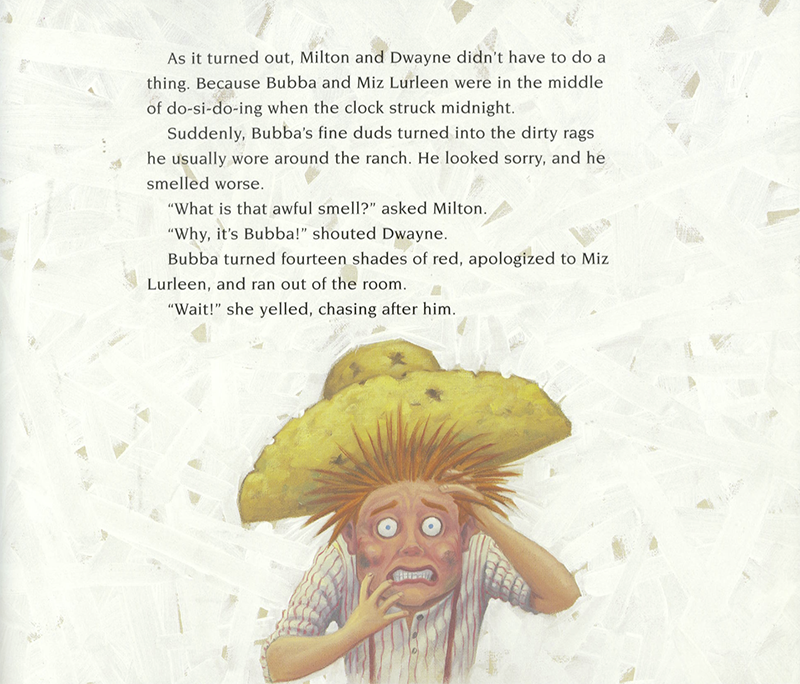 As it turned out, Milton and Dwayne didn't have to do a
thing. Because Bubba and Miz Lurleen were in the middle
of do-si-do-ing when the clock struck midnight.
Suddenly, Bubba's fine duds turned into the dirty rags
he usually wore around the ranch. He looked sorry, and he
smelled worse.
“What is that awful smell?” asked Milton.
“Why, it's Bubba!” shouted Dwayne.
Bubba turned fourteen shades of red, apologized to Miz
Lurleen, and ran out of the room.
“Wait!” she yelled, chasing after him.